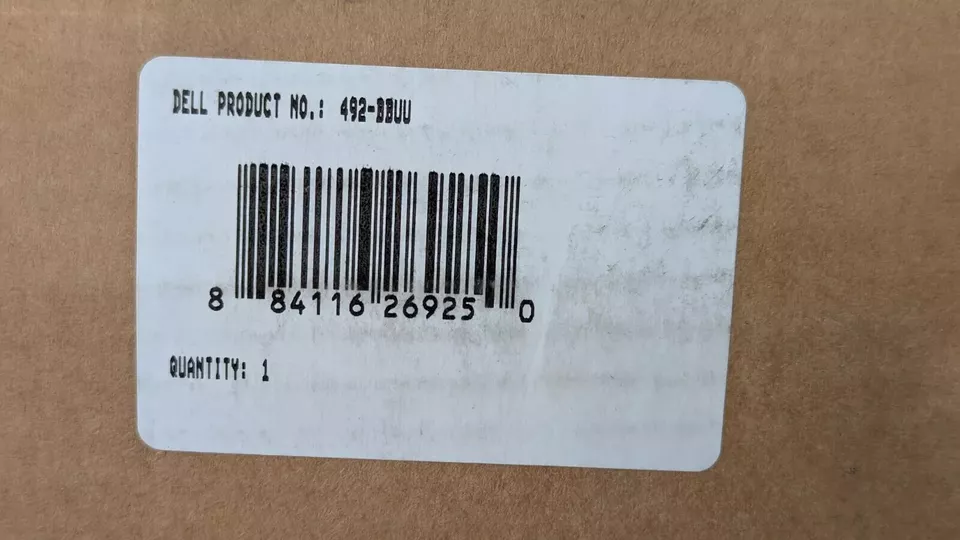 DELL PRODUCT NO.: 492-BBUU
8 84116 26925 0
QUANTITY: 1